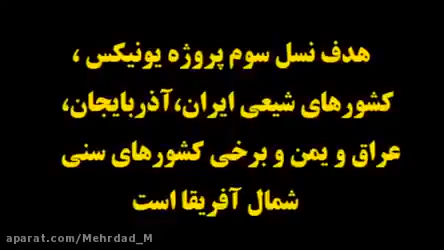 هدف نسل سوم پروژه یونیکس ،
کشورهای شیعی ایران،آذربایجان،
عراق و یمن و برخی کشورهای سنی
شمال آفریقا است
aparat.com/Mehrdad_M